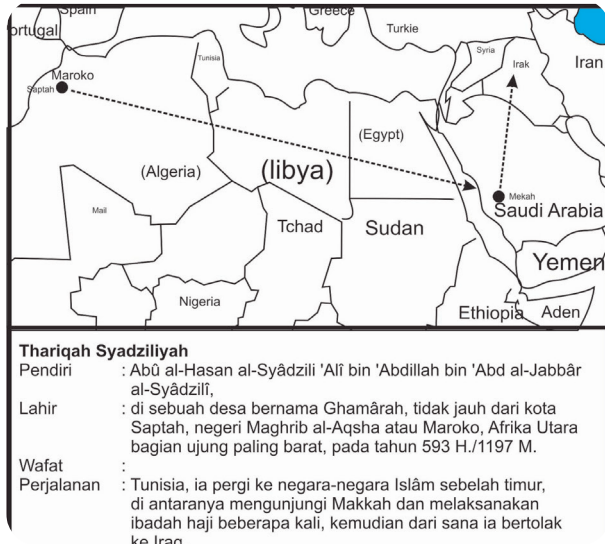 Spain
Greece
ortugal
Turkie
Tunisia
Syria
Irak
Iran
Maroko
Saptah
(Egypt)
(Algeria)
(libya)
Mekah
Saudi Arabia
Mail
Tchad
Sudan
Yemen
Nigeria
Ethiopia
Aden
Thariqah Syadziliyah
Pendiri : Abû al-Hasan al-Syâdzili 'Alî bin 'Abdillah bin 'Abd al-Jabbâr
al-Syâdzilî,
Lahir : di sebuah desa bernama Ghamârah, tidak jauh dari kota
Saptah, negeri Maghrib al-Aqsha atau Maroko, Afrika Utara
bagian ujung paling barat, pada tahun 593 H./1197 M.
Wafat :
Perjalanan : Tunisia, ia pergi ke negara-negara Islâm sebelah timur,
di antaranya mengunjungi Makkah dan melaksanakan
ibadah haji beberapa kali, kemudian dari sana ia bertolak
ke Iraq